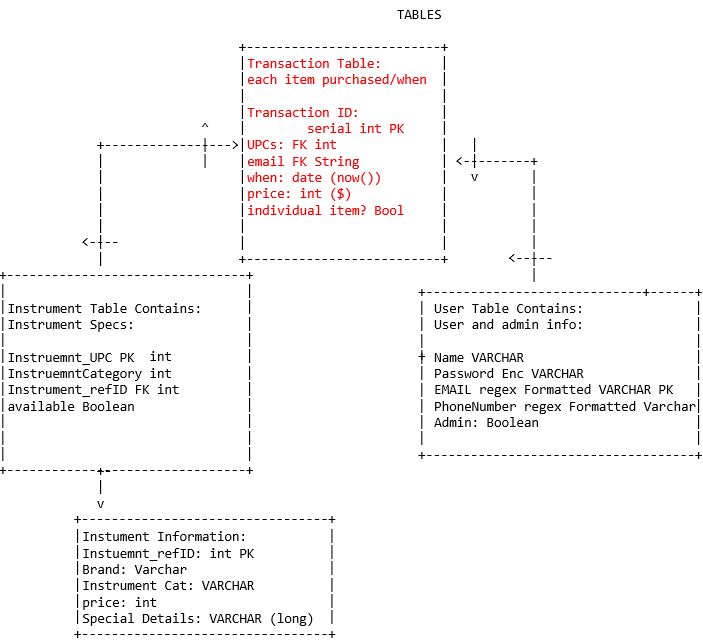 TABLES
Transaction Table:
each item purchased/when
Transaction ID:
serial int PK
UPCs: FK int
email FK String
when: date (now())
price: int ($)
individual item? Bool
Instrument Table Contains:
Instrument Specs:
Instruemnt_UPC PK  int
InstruemntCategory int
Instrument_refID FK int
available Boolean
User Table Contains:
User and admin info:
Name VARCHAR
Password Enc VARCHAR
EMAIL regex Formatted VARCHAR PK
PhoneNumber regex Formatted Varchar
Admin: Boolean
Instument Information:
Instuemnt_refID: int PK
Brand: Varchar
Instrument Cat: VARCHAR
price: int
Special Details: VARCHAR (long)